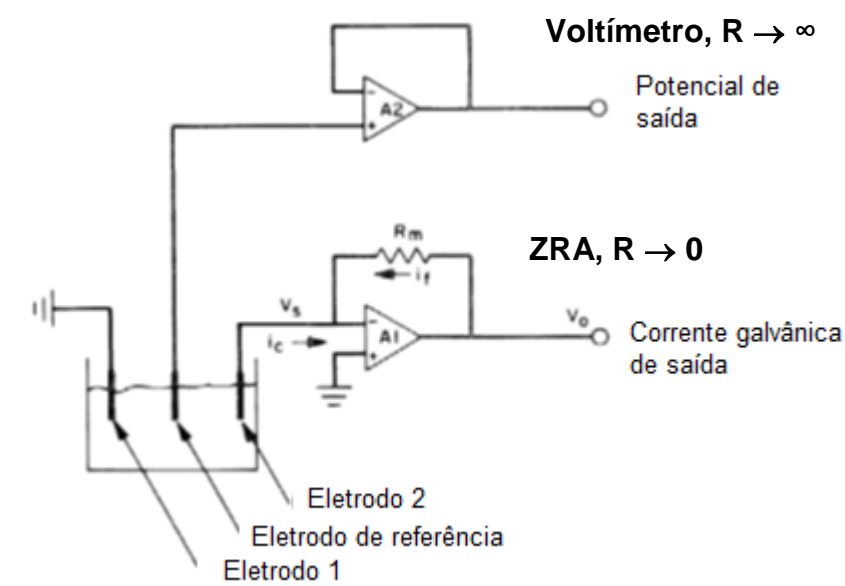 Voltímetro, R → ∞
Potencial de
saída
A2
-
+
Rm
ZRA, R → 0
if
Vs
Vo
ic →
A1
-
+
Corrente galvânica
de saída
Eletrodo 2
Eletrodo de referência
Eletrodo 1